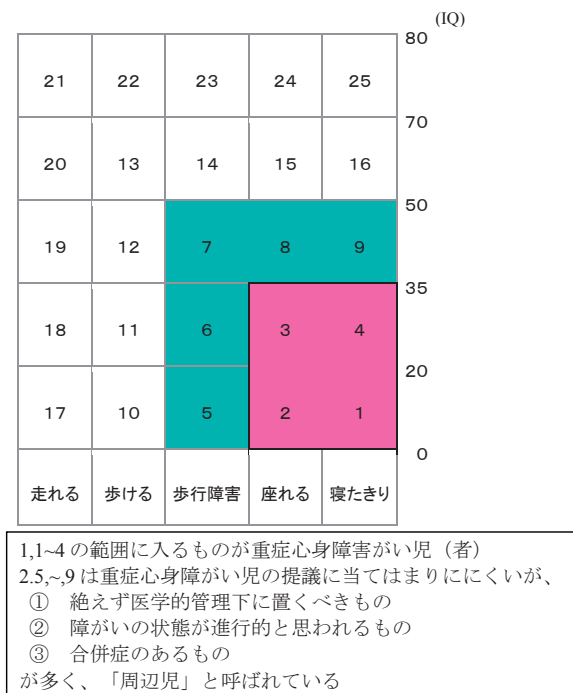 (IQ)
80
21 22 23 24 25
70
20 13 14 15 16
50
19 12 7 8 9
35
18 11 6 3 4
20
17 10 5 2 1
0
走れる 歩ける 歩行障害 座れる 寝たきり
1,1~4 の範囲に入るものが重症心身障害がい児（者）
2.5,~,9 は重症心身障がい児の提議に当てはまりににくいが、
① 絶えず医学的管理下に置くべきもの
② 障がいの状態が進行的と思われるもの
③ 合併症のあるもの
が多く、「周辺児」と呼ばれている